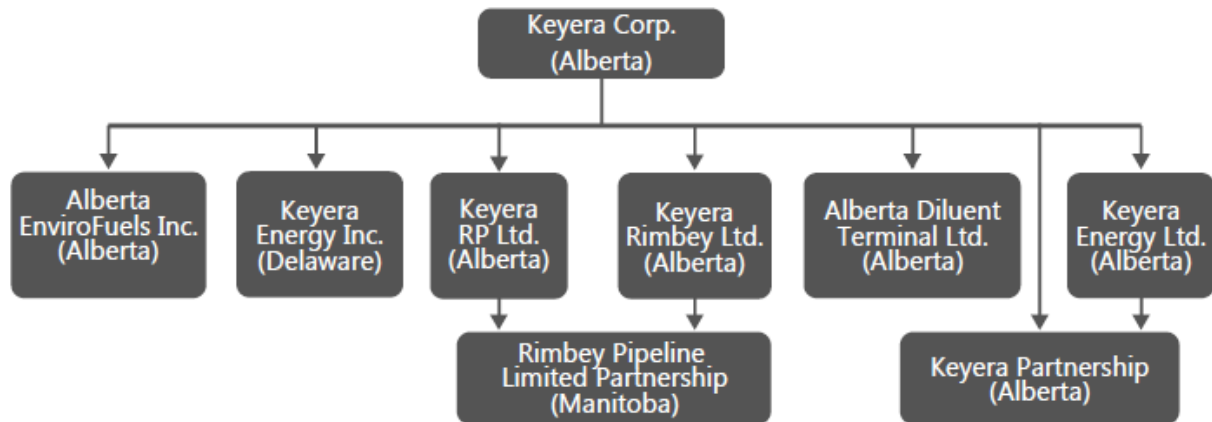 Keyera Corp.
(Alberta)
Alberta
EnviroFuels Inc.
(Alberta)
Keyera
Energy Inc.
(Delaware)
Keyera
RP Ltd.
(Alberta)
Keyera
Rimbey Ltd.
(Alberta)
Alberta Diluent
Terminal Ltd.
(Alberta)
Keyera
Energy Ltd.
(Alberta)
Rimbey Pipeline
Limited Partnership
(Manitoba)
Keyera Partnership
(Alberta)